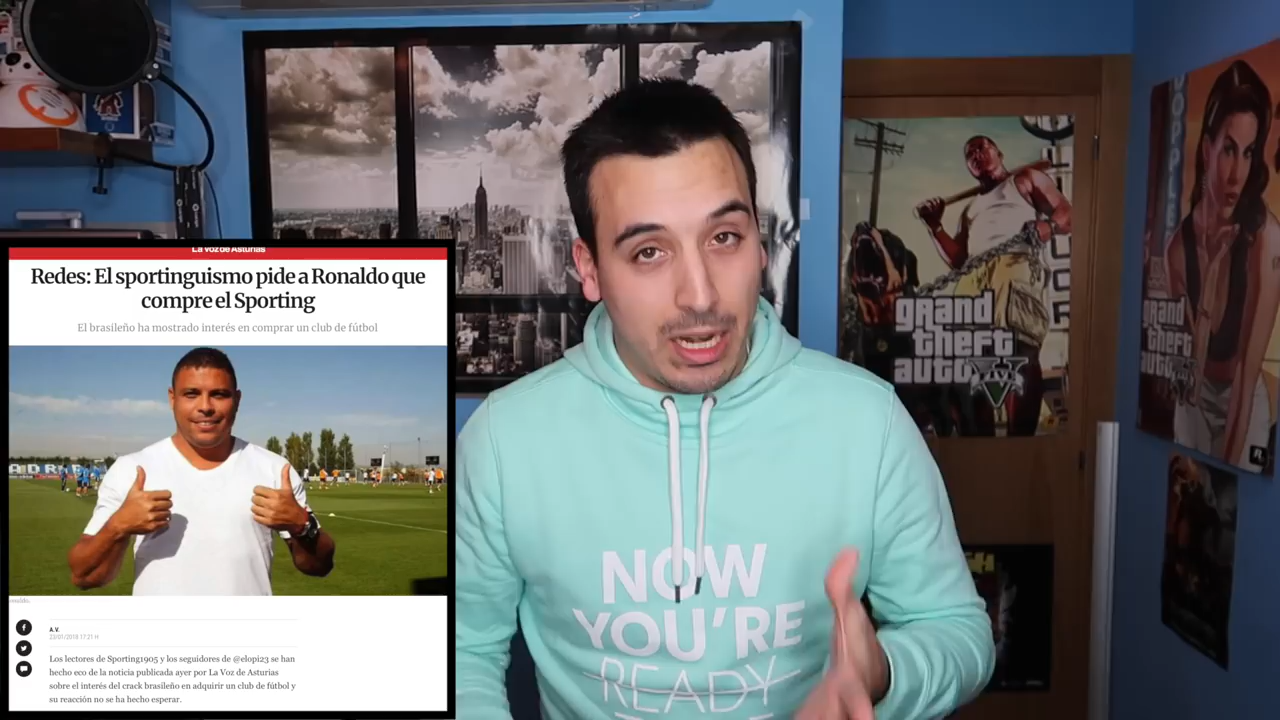 La Voz de Asturias
Redes: El sportinguismo pide a Ronaldo que
compre el Sporting
El brasileño ha mostrado interés en comprar un club de fútbol
A.V.
23/01/2018 17:21 H
Los lectores de Sporting1905 y los seguidores de @elopi23 se han
hecho eco de la noticia publicada ayer por La Voz de Asturias
sobre el interés del crack brasileño en adquirir un club de fútbol y
su reacción no se ha hecho esperar.
NOW
YOU'RE
READY
grand
theft
auto V
grand
theft
auto